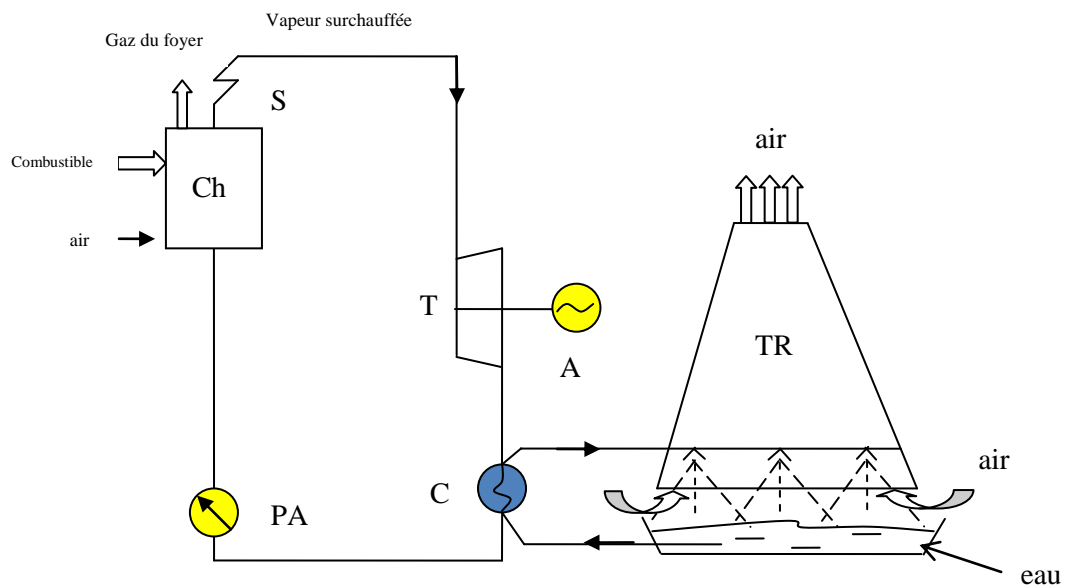 Vapeur surchauffée
Gaz du foyer
S
Combustible
Ch
air
air
T
A
TR
C
PA
air
eau